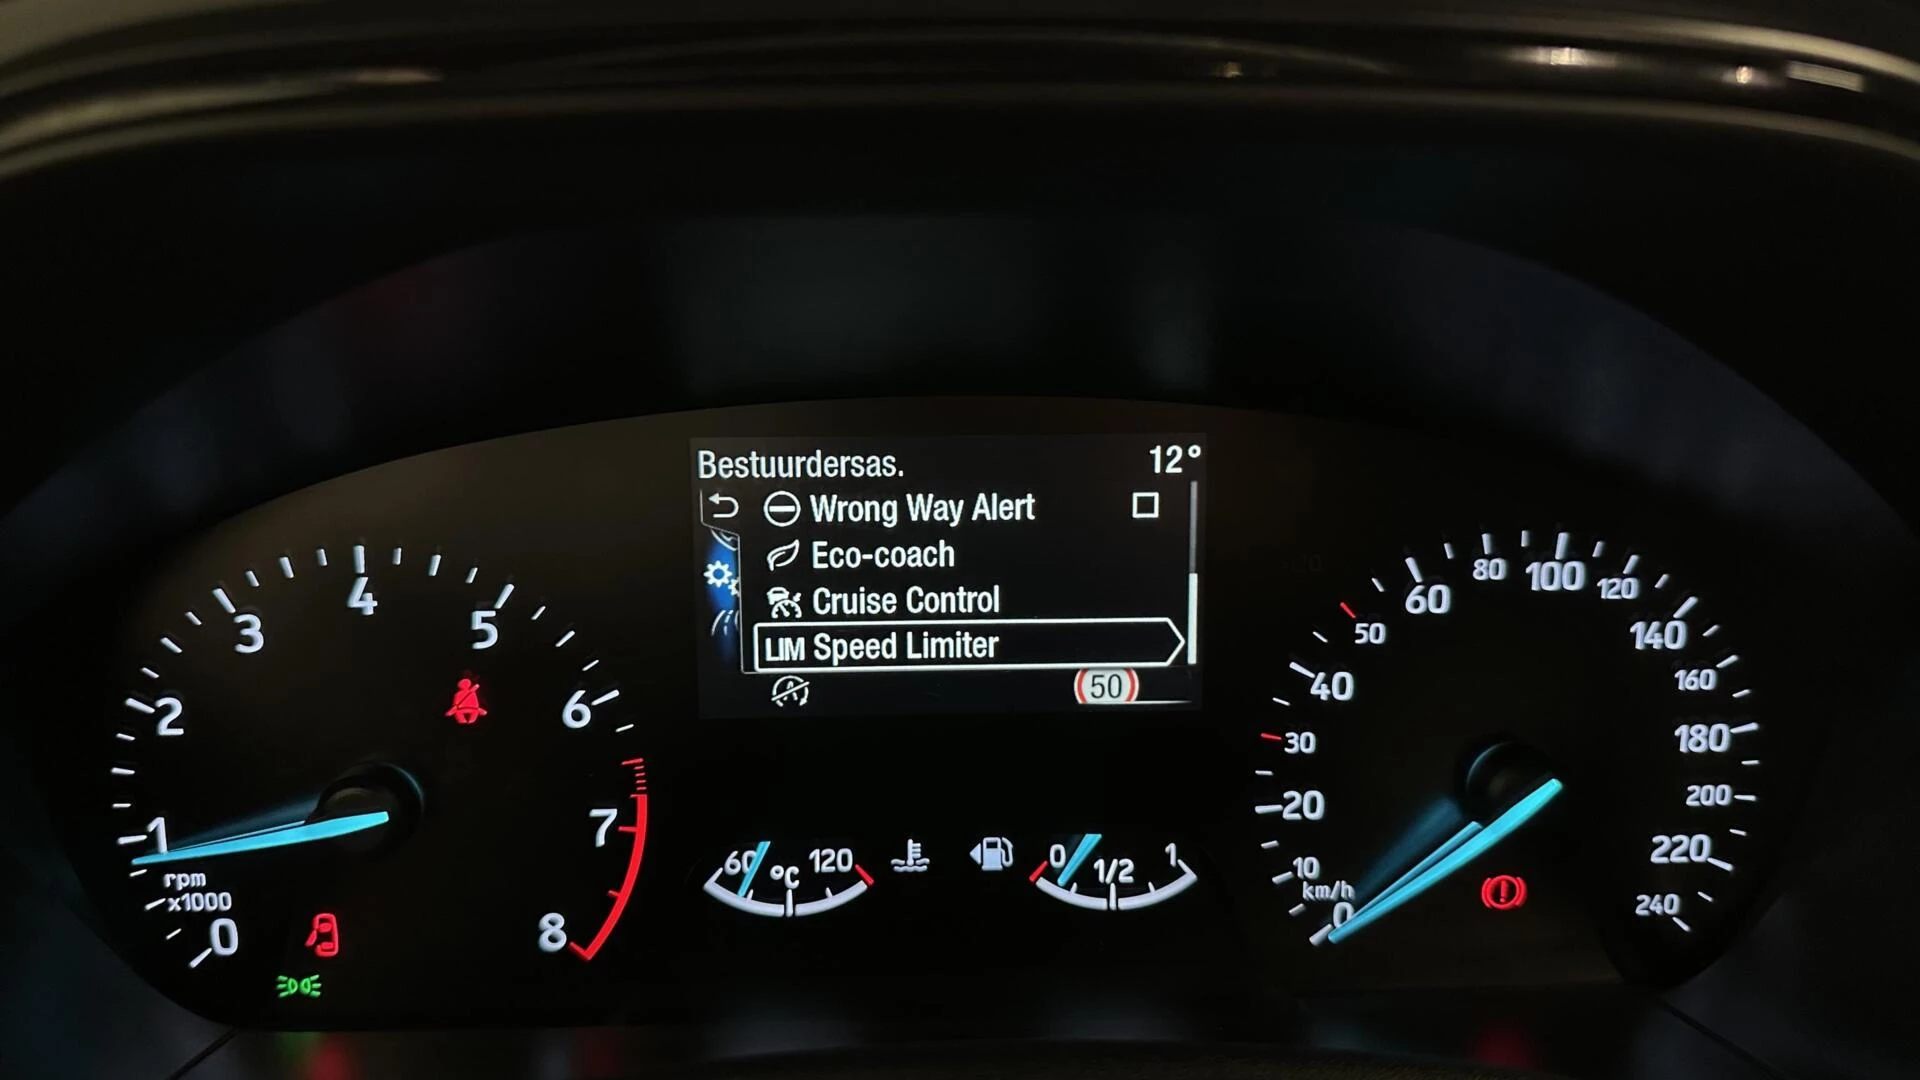 Bestuurdersas. 12°
Wrong Way Alert
Eco-coach
Cruise Control
LIM Speed Limiter
A 50
0
1
2
3
4
5
6
7
8
rpm
x1000
60 °C 120
0 1/2 1
0
10
20
30
40
50
60
80
100
120
140
160
180
200
220
240
km/h